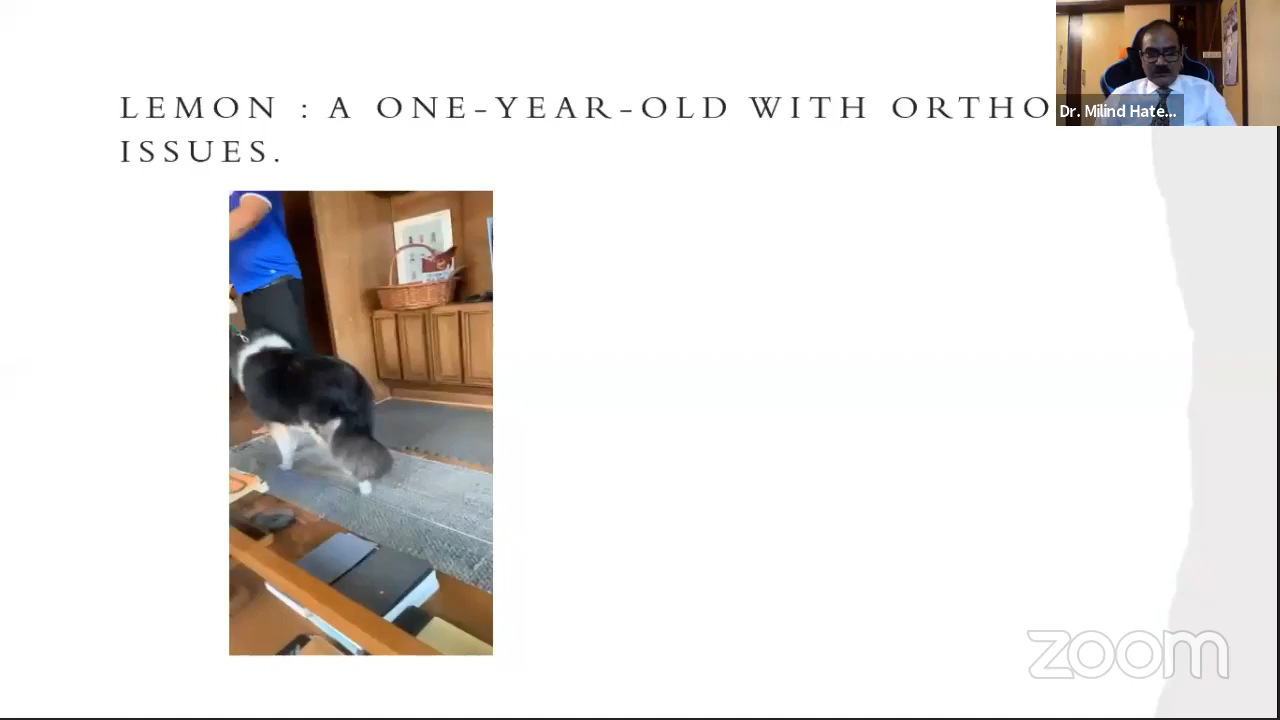 LEMON : A ONE-YEAR-OLD WITH ORTHO
ISSUES.
Dr. Milind Hate...
zoom